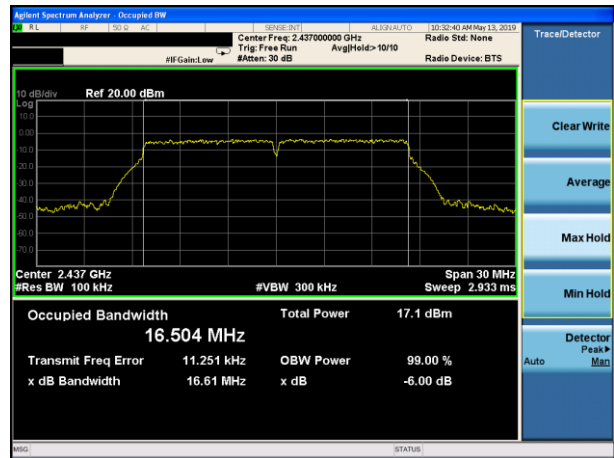 Agilent Spectrum Analyzer - Occupied BW
RL RF 50 Ω AC SENSE:INT ALIGNAUTO 10:32:40 AM May 13, 2019
Center Freq: 2.437000000 GHz Radio Std: None
Trig: Free Run Avg|Hold:> 10/10
#IFGain:Low #Atten: 30 dB Radio Device: BTS
10 dB/div Ref 20.00 dBm
Log
10.0
0.00
-10.0
-20.0
-30.0
-40.0
-50.0
-60.0
-70.0
Center 2.437 GHz Span 30 MHz
#Res BW 100 kHz #VBW 300 kHz Sweep 2.933 ms
Occupied Bandwidth Total Power 17.1 dBm
16.504 MHz
Transmit Freq Error 11.251 kHz OBW Power 99.00 %
x dB Bandwidth 16.61 MHz x dB -6.00 dB
MSG STATUS
Trace/Detector
Clear Write
Average
Max Hold
Min Hold
Detector
Peak▶
Auto Man